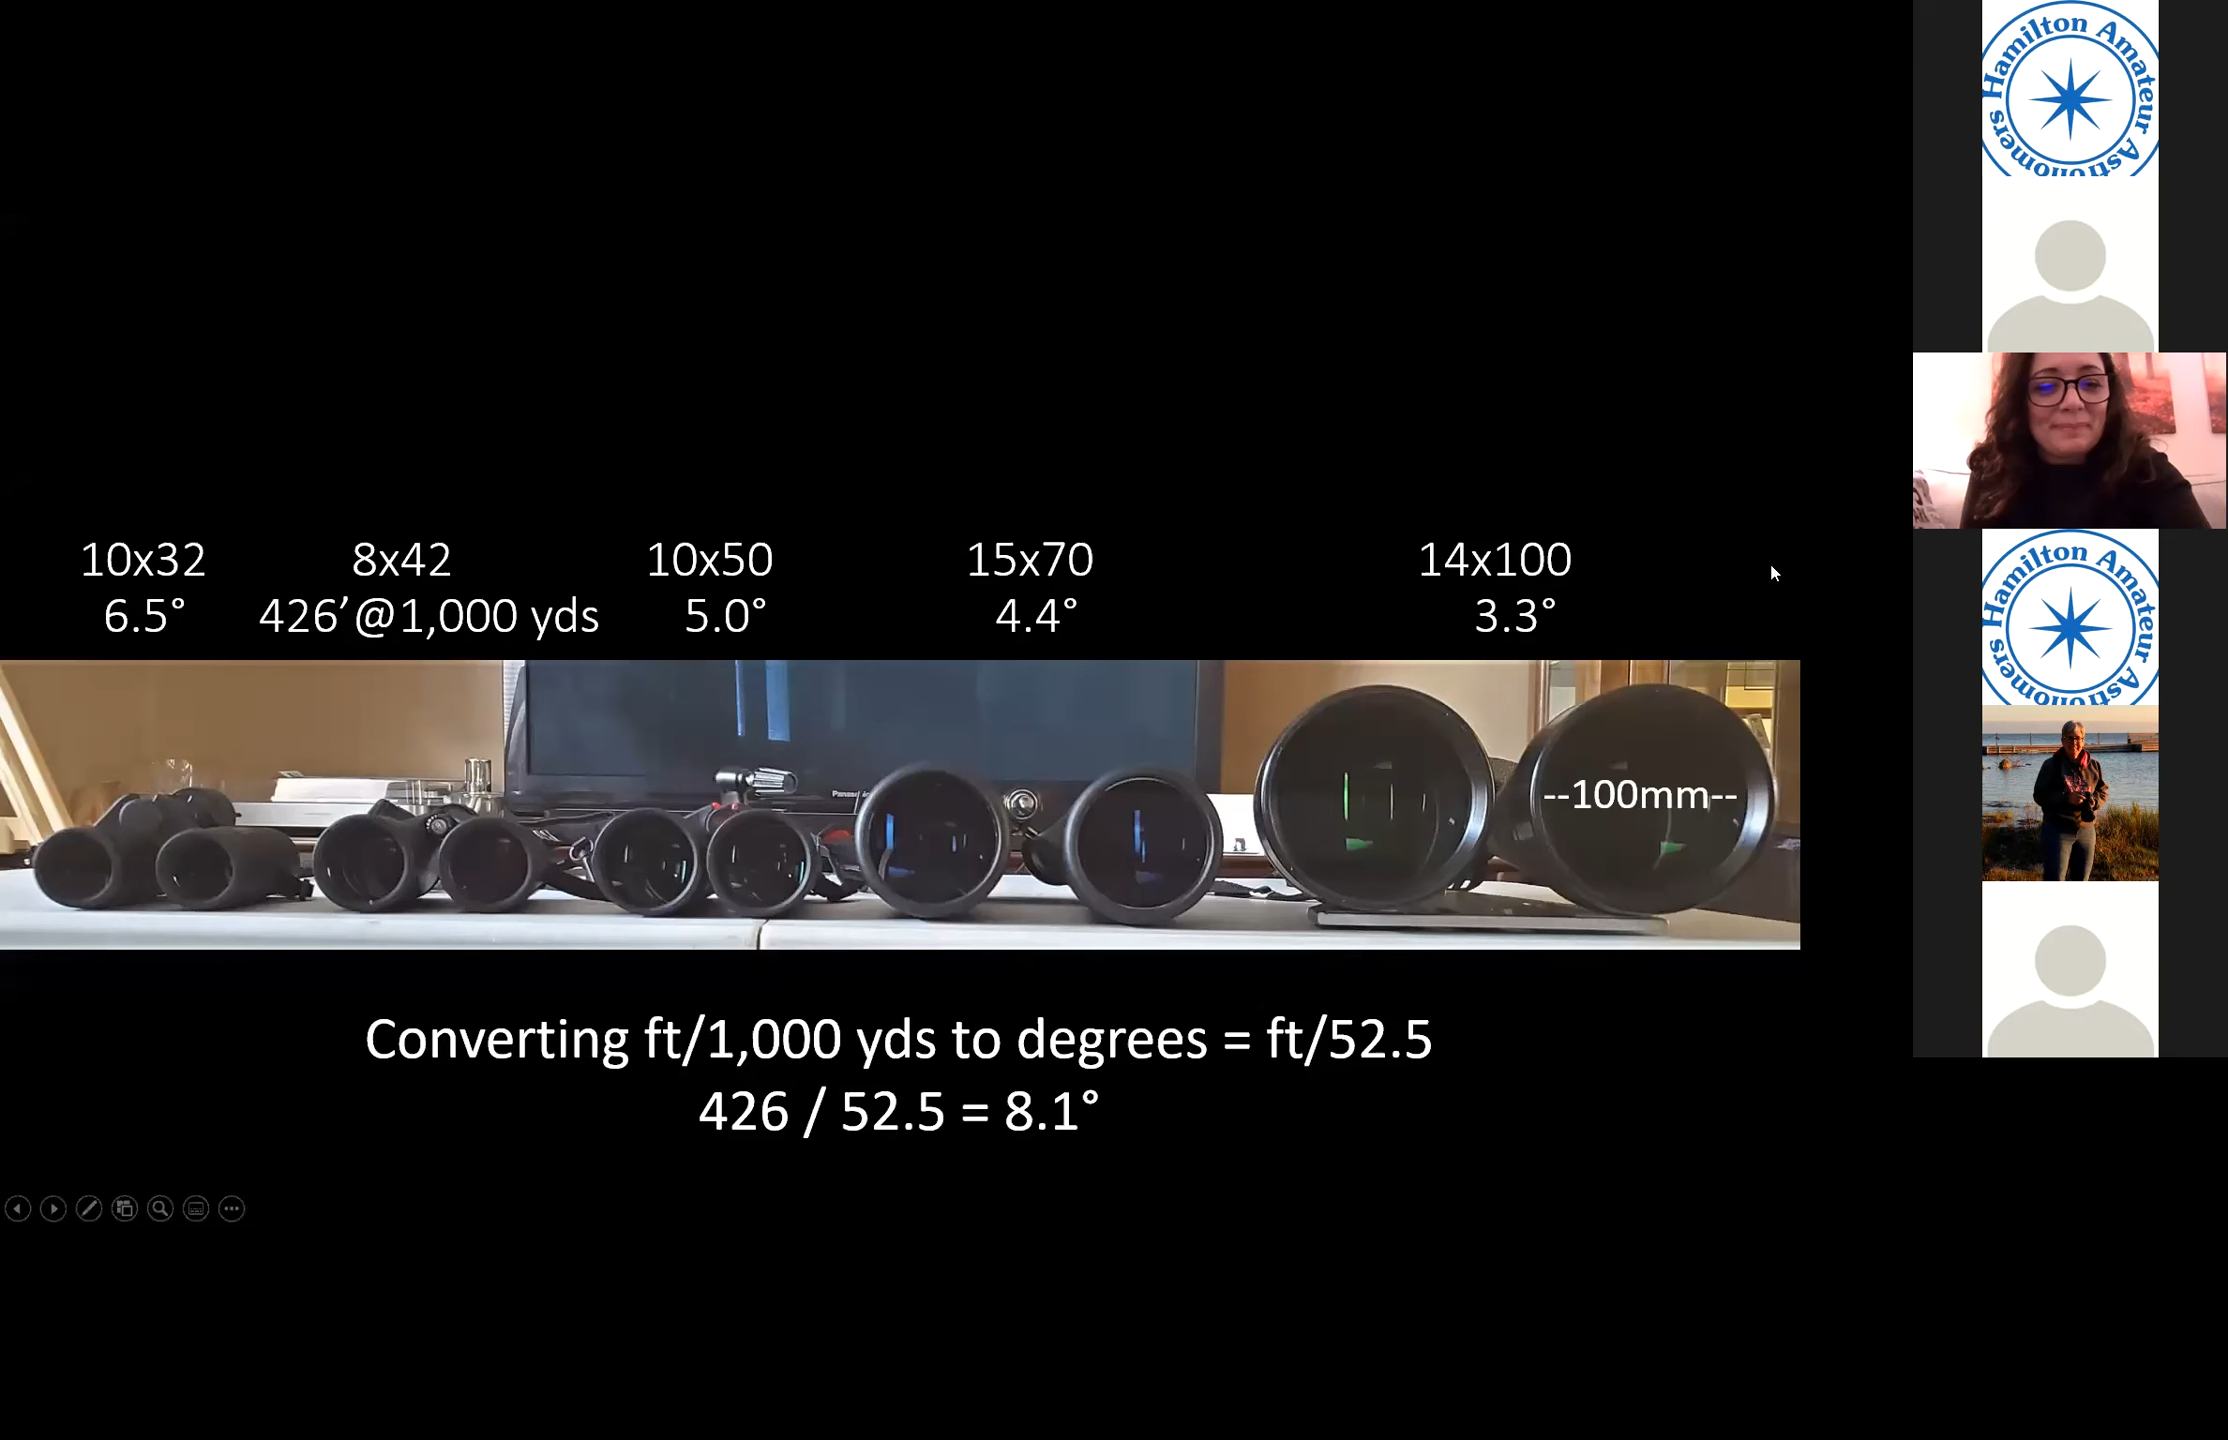 10x32
6.5°
8x42
426’@1,000 yds
10x50
5.0°
15x70
4.4°
14x100
3.3°
--100mm--
Converting ft/1,000 yds to degrees = ft/52.5
426 / 52.5 = 8.1°
Hamilton Amateur Astronomers
Hamilton Amateur Astronomers